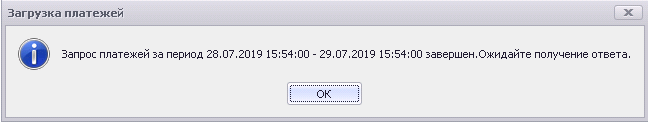 Загрузка платежей
Запрос платежей за период 28.07.2019 15:54:00 - 29.07.2019 15:54:00 завершен.Ожидайте получение ответа.
OK